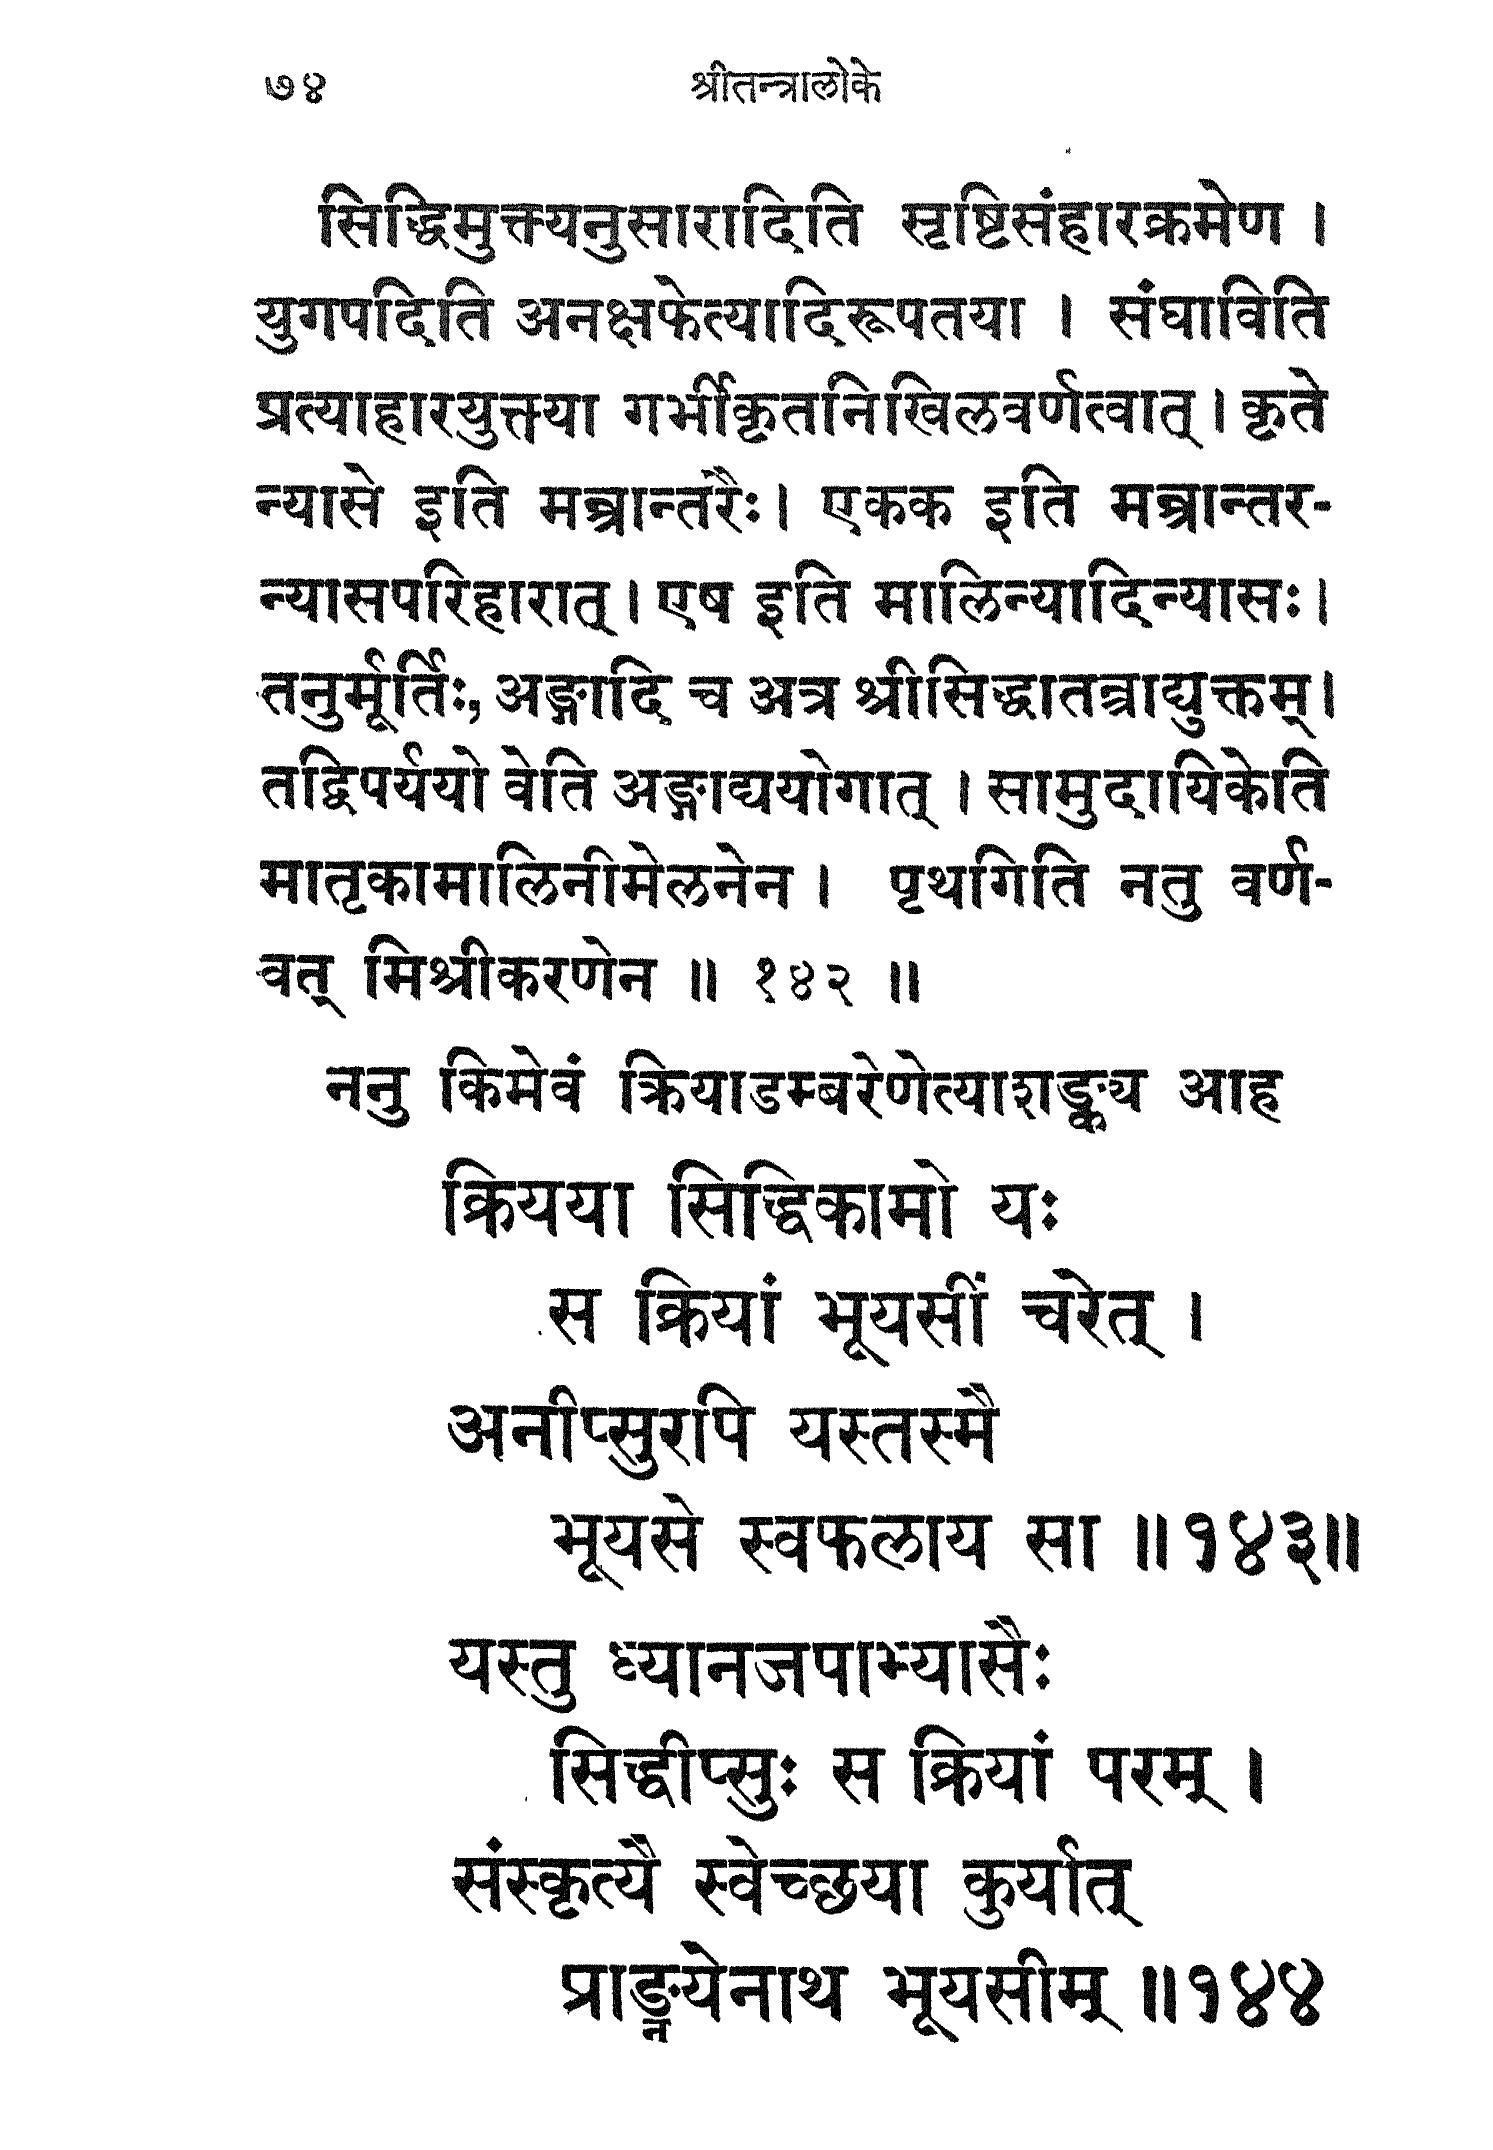 ७४ श्रीतन्त्रालोके
सिद्धिमुक्त्यनुसारादिति सृष्टिसंहारक्रमेण ।
युगपदिति अनक्षफेत्यादिरूपतया । संघाविति
प्रत्याहारयुक्त्या गर्भीकृतनिखिलवर्णत्वात् । कृते
न्यासे इति मन्त्रान्तरैः । एकक इति मन्त्रान्तर-
न्यासपरिहारात् । एष इति मालिन्यादिन्यासः ।
तनुर्मूर्तिः, अङ्गादि च अत्र श्रीसिद्धातन्त्राद्युक्तम् ।
तद्विपर्ययो वेति अङ्गाद्ययोगात् । सामुदायिकेति
मातृकामालिनीमेलनेन । पृथगिति नतु वर्ण-
वत् मिश्रीकरणेन ॥ १४२ ॥
ननु किमेवं क्रियाडम्बरेणेत्याशङ्क्य आह
क्रियया सिद्धिकामो यः
स क्रियां भूयसीं चरेत् ।
अनीप्सुरपि यस्तस्मै
भूयसे स्वफलाय सा ॥१४३॥
यस्तु ध्यानजपाभ्यासैः
सिद्धीप्सुः स क्रियां परम् ।
संस्कृत्यै स्वेच्छया कुर्यात्
प्राङ्नयेनाथ भूयसीम् ॥१४४